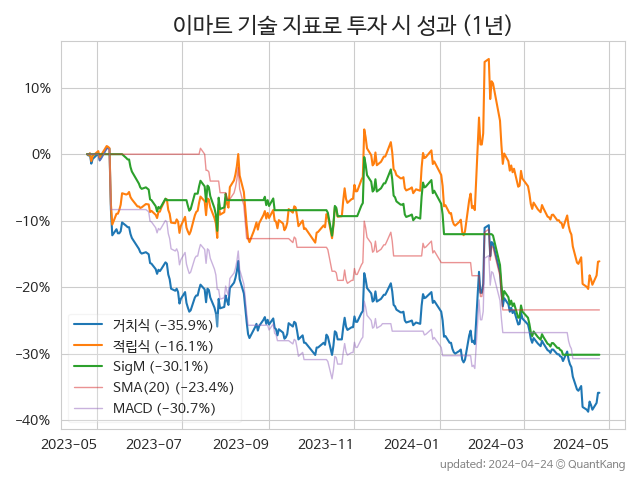 이마트 기술 지표로 투자 시 성과 (1년)
10%
0%
−10%
−20%
−30%
−40%
거치식 (−35.9%)
적립식 (−16.1%)
SigM (−30.1%)
SMA(20) (−23.4%)
MACD (−30.7%)
2023−05 2023−07 2023−09 2023−11 2024−01 2024−03 2024−05
updated: 2024−04−24 © QuantKang